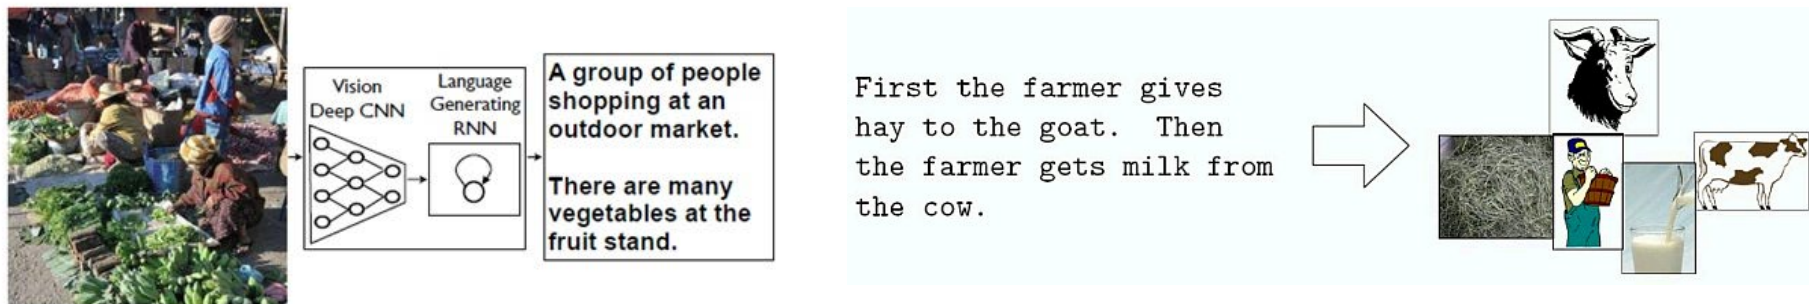 Vision
Deep CNN
Language
Generating
RNN
A group of people
shopping at an
outdoor market.
There are many
vegetables at the
fruit stand.
First the farmer gives
hay to the goat.  Then
the farmer gets milk from
the cow.